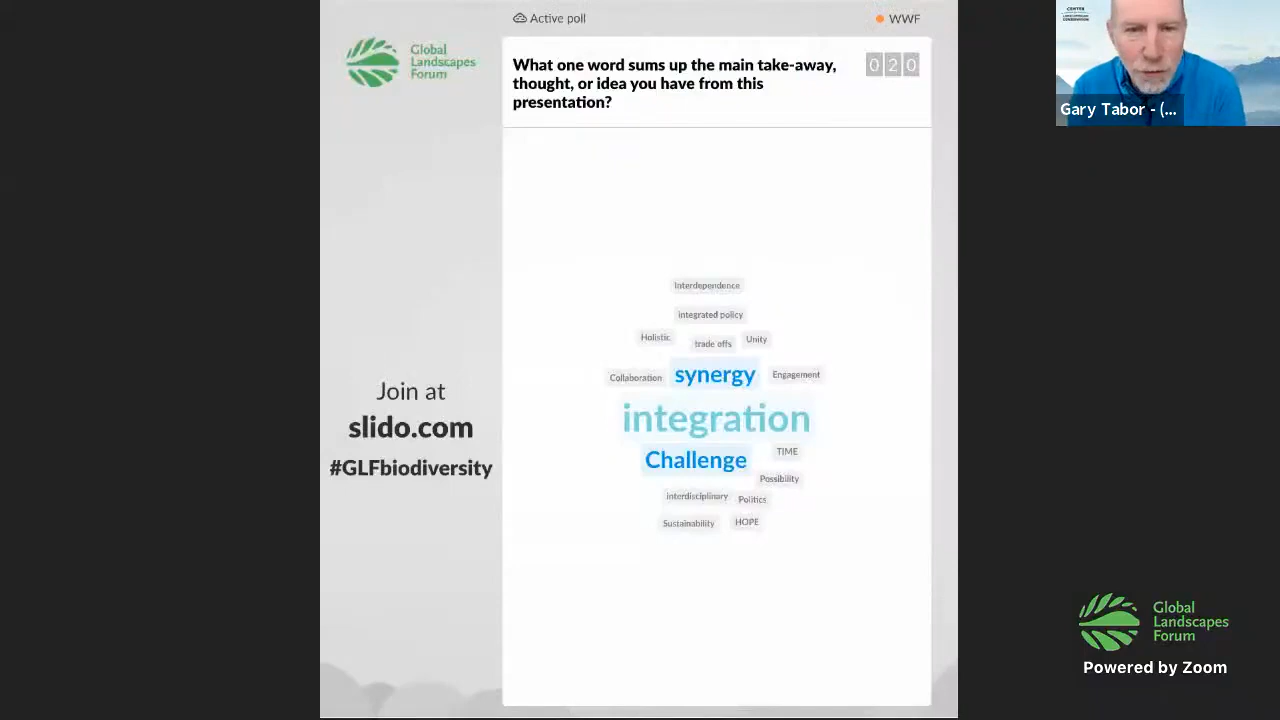 Active poll
WWF
Global
Landscapes
Forum
What one word sums up the main take-away,
thought, or idea you have from this
presentation?
020
Interdependence
integrated policy
Holistic
trade offs
Unity
Collaboration
synergy
Engagement
integration
Challenge
TIME
Possibility
interdisciplinary
Politics
Sustainability
HOPE
Join at
slido.com
#GLFbiodiversity
CENTER
Gary Tabor - (...
Global
Landscapes
Forum
Powered by Zoom